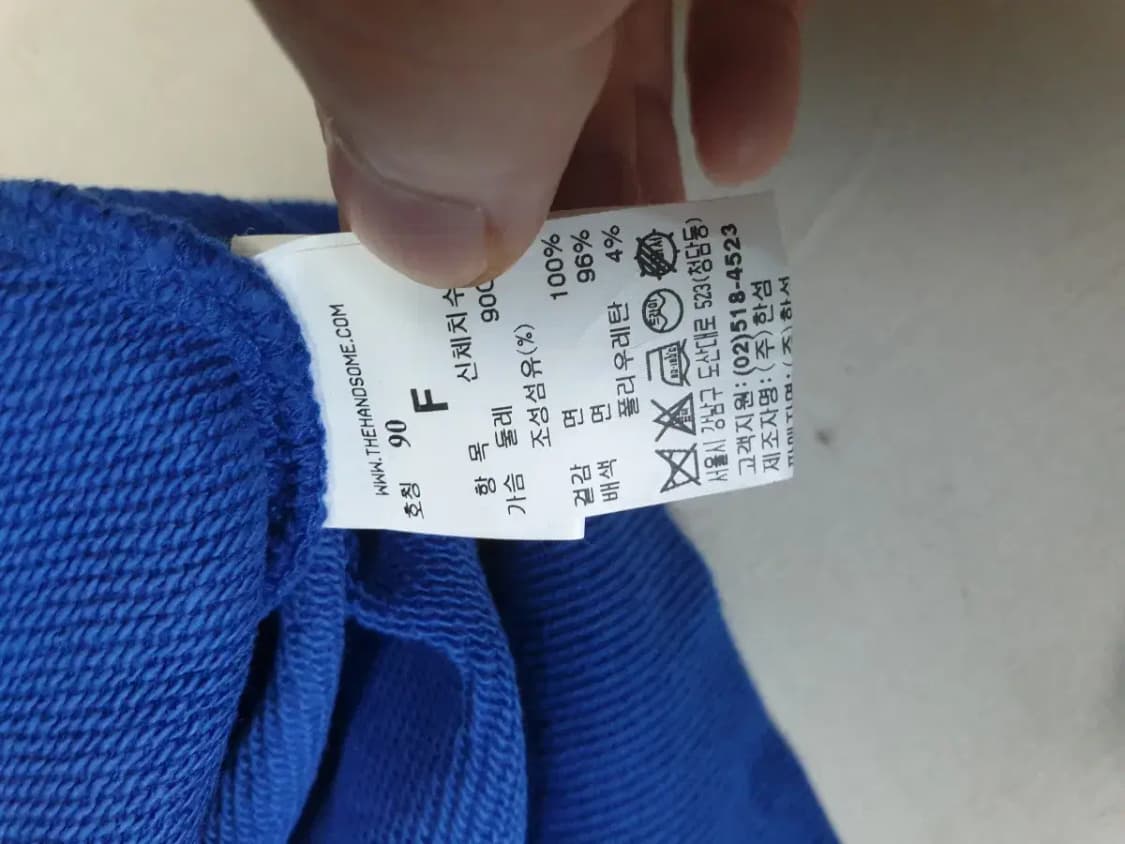 WWW.THEHANDSOME.COM
호칭 90
F
항 목 신체치수
가슴 둘레 90
조성섬유(%)
겉감 면 100%
배색 면 96%
폴리우레탄 4%
서울시 강남구 도산대로 523(청담동)
고객지원: (02)518-4523
제조자명: (주)한섬